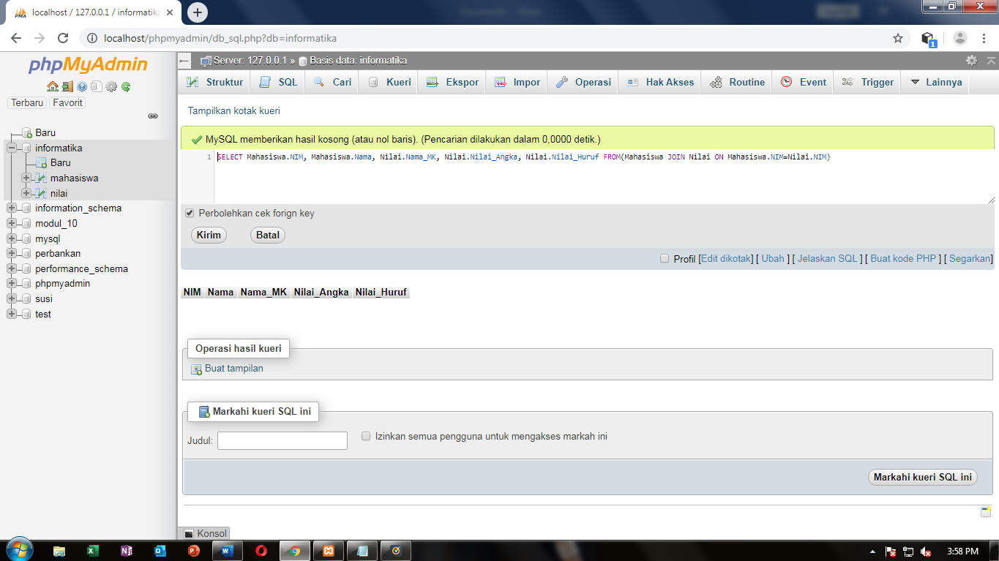 localhost / 127.0.0.1 / informatika
localhost/phpmyadmin/db_sql.php?db=informatika
phpMyAdmin
Terbaru Favorit
Baru
informatika
Baru
mahasiswa
nilai
information_schema
modul_10
mysql
perbankan
performance_schema
phpmyadmin
susi
test
Server: 127.0.0.1 » Basis data: informatika
Struktur SQL Cari Kueri Ekspor Impor Operasi Hak Akses Routine Event Trigger Lainnya
Tampilkan kotak kueri
MySQL memberikan hasil kosong (atau nol baris). (Pencarian dilakukan dalam 0,0000 detik.)
1 SELECT Mahasiswa.NIM, Mahasiswa.Nama, Nilai.Nama_MK, Nilai.Nilai_Angka, Nilai.Nilai_Huruf FROM(Mahasiswa JOIN Nilai ON Mahasiswa.NIM=Nilai.NIM)
Perbolehkan cek forign key
Kirim Batal
Profil [Edit dikotak] [ Ubah ] [ Jelaskan SQL ] [ Buat kode PHP ] [ Segarkan]
NIM Nama Nama_MK Nilai_Angka Nilai_Huruf
Operasi hasil kueri
Buat tampilan
Markahi kueri SQL ini
Judul: Izinkan semua pengguna untuk mengakses markah ini
Markahi kueri SQL ini
Konsol
3:58 PM